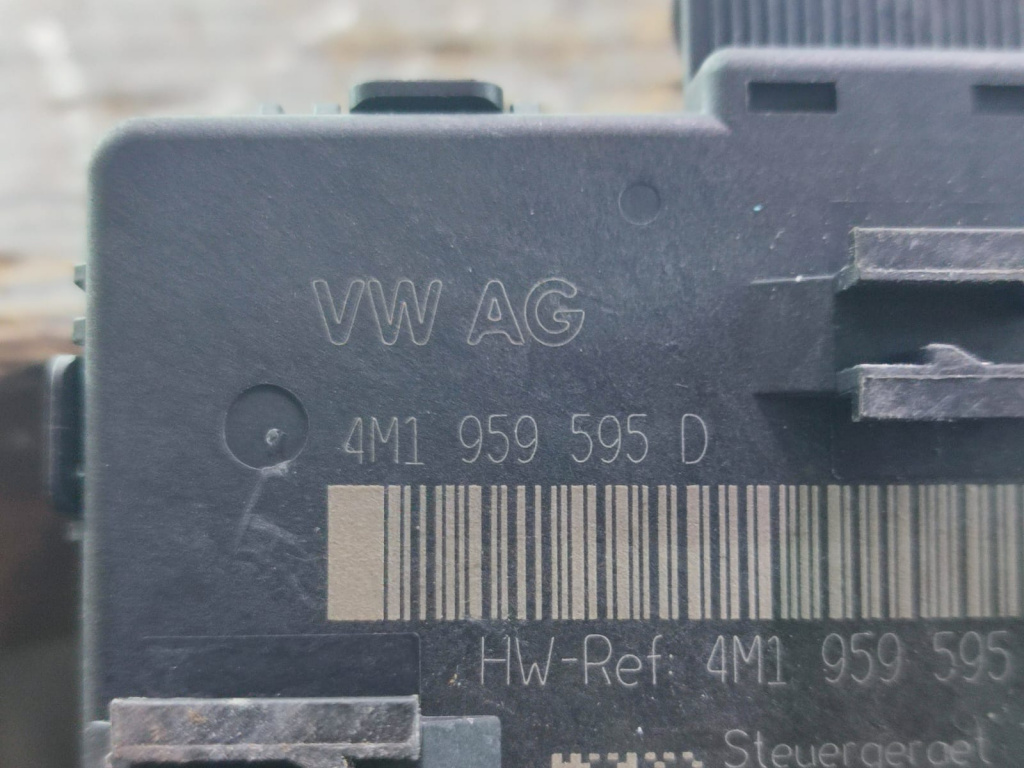 VW AG
4M1 959 595 D
HW-Ref: 4M1 959 595
Steuergeraet